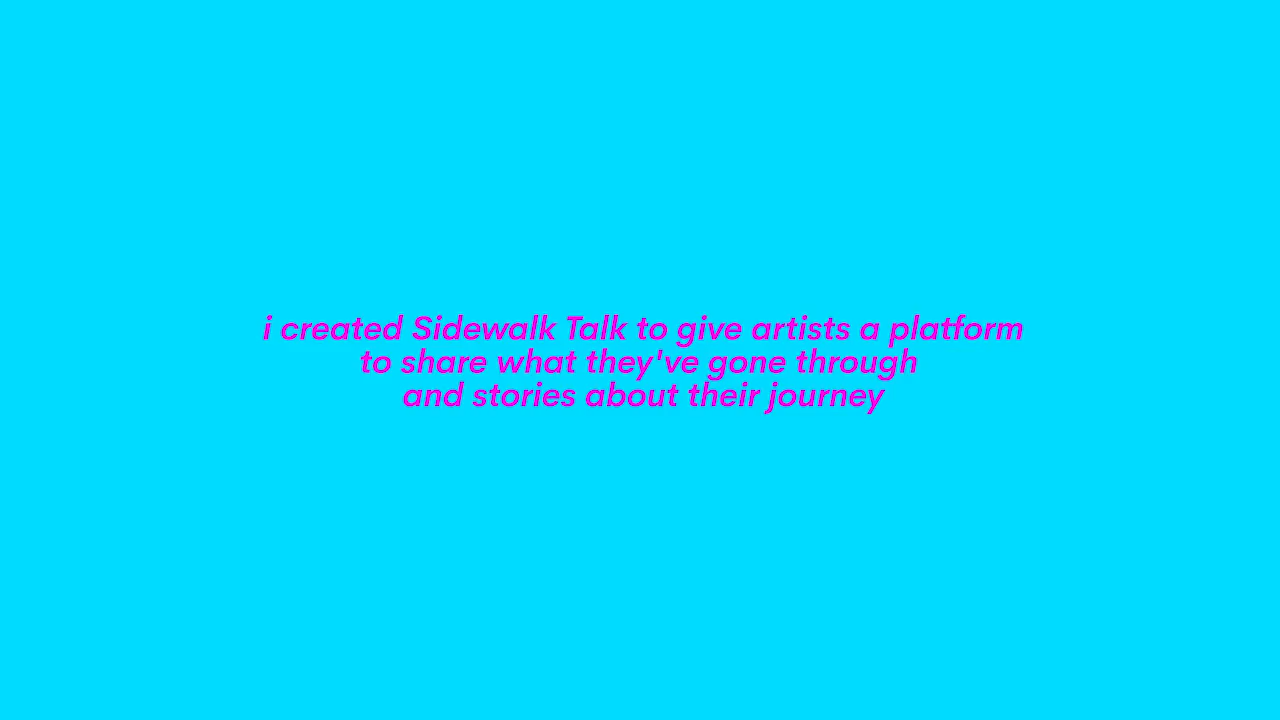 i created Sidewalk Talk to give artists a platform
to share what they've gone through
and stories about their journey